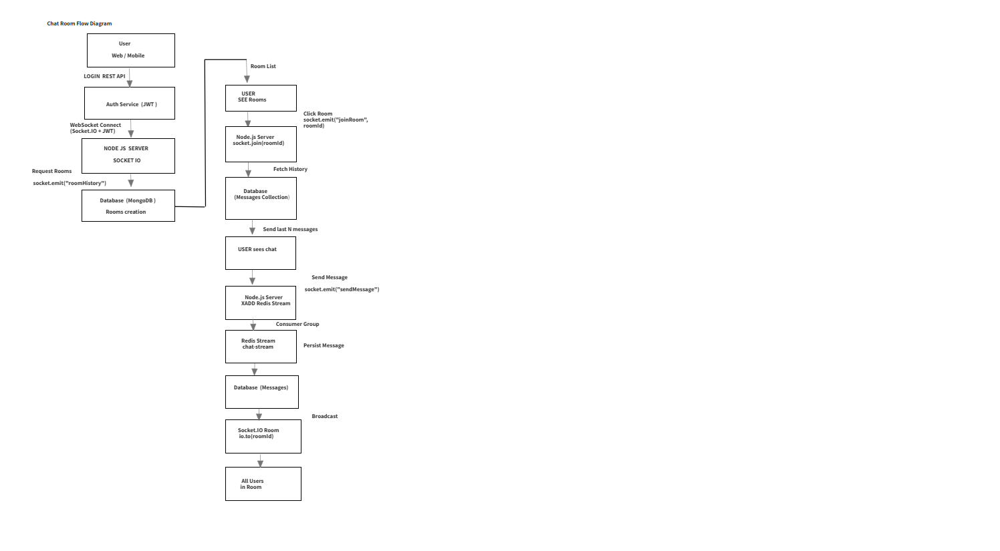 Chat Room Flow Diagram
User
Web / Mobile
LOGIN REST API
Auth Service (JWT )
WebSocket Connect
(Socket.IO + JWT)
NODE JS SERVER
SOCKET IO
Request Rooms
socket.emit("roomHistory")
Database (MongoDB )
Rooms creation
Room List
USER
SEE Rooms
Click Room
socket.emit("joinRoom",
roomId)
Node.js Server
socket.join(roomId)
Fetch History
Database
(Messages Collection)
Send last N messages
USER sees chat
Send Message
socket.emit("sendMessage")
Node.js Server
XADD Redis Stream
Consumer Group
Redis Stream
chat-stream
Persist Message
Database (Messages)
Broadcast
Socket.IO Room
io.to(roomId)
All Users
in Room